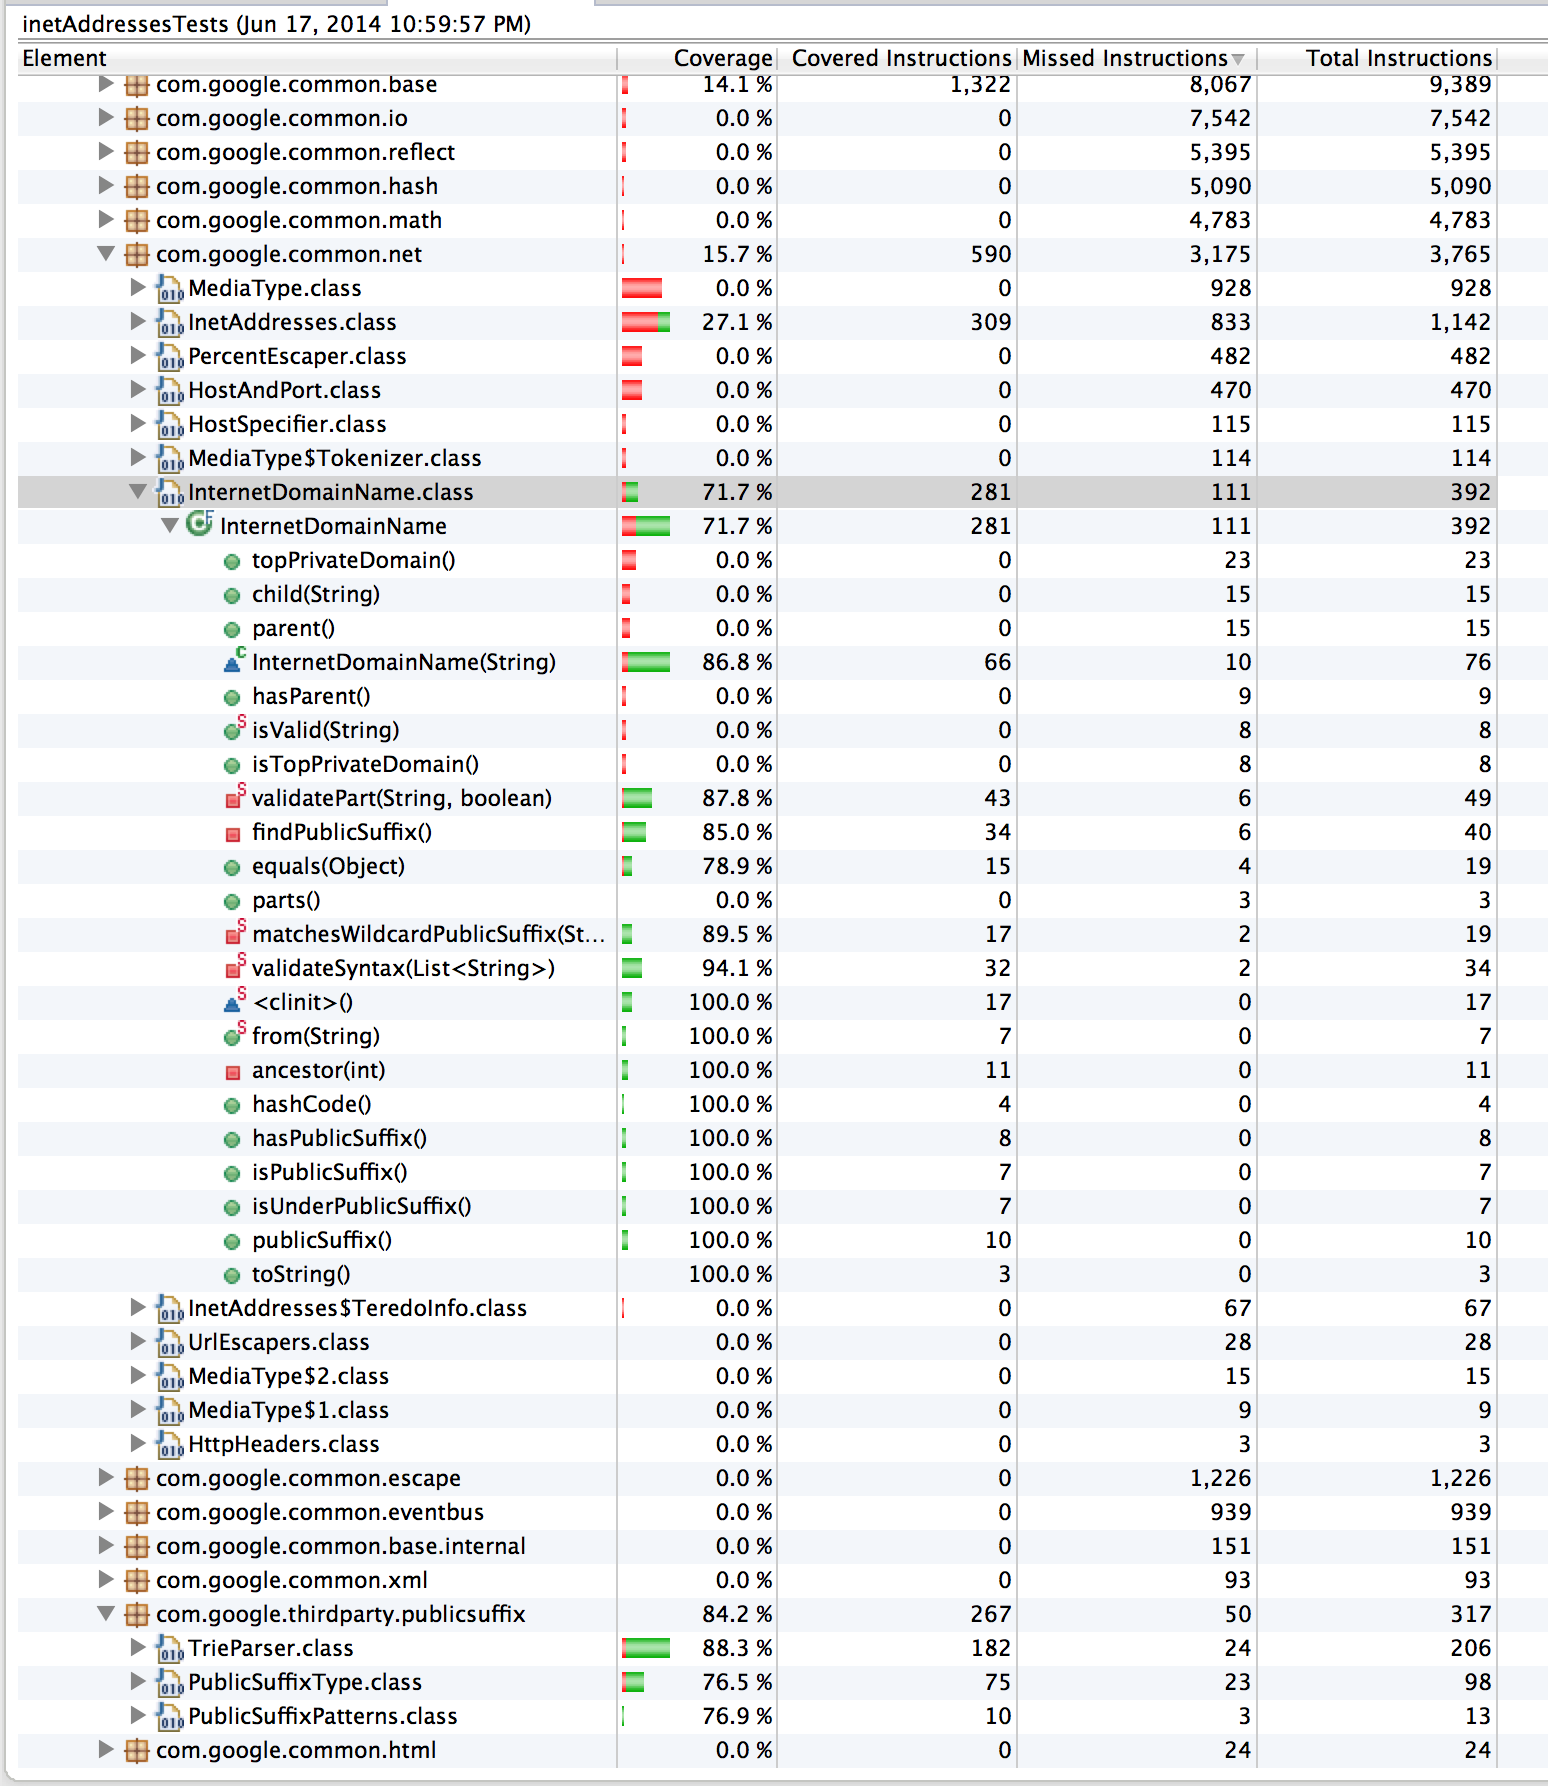 inetAddressesTests (Jun 17, 2014 10:59:57 PM)
Element Coverage Covered Instructions Missed Instructions Total Instructions
com.google.common.base 14.1 % 1,322 8,067 9,389
com.google.common.io 0.0 % 0 7,542 7,542
com.google.common.reflect 0.0 % 0 5,395 5,395
com.google.common.hash 0.0 % 0 5,090 5,090
com.google.common.math 0.0 % 0 4,783 4,783
com.google.common.net 15.7 % 590 3,175 3,765
MediaType.class 0.0 % 0 928 928
InetAddresses.class 27.1 % 309 833 1,142
PercentEscaper.class 0.0 % 0 482 482
HostAndPort.class 0.0 % 0 470 470
HostSpecifier.class 0.0 % 0 115 115
MediaType$Tokenizer.class 0.0 % 0 114 114
InternetDomainName.class 71.7 % 281 111 392
InternetDomainName 71.7 % 281 111 392
topPrivateDomain() 0.0 % 0 23 23
child(String) 0.0 % 0 15 15
parent() 0.0 % 0 15 15
InternetDomainName(String) 86.8 % 66 10 76
hasParent() 0.0 % 0 9 9
isValid(String) 0.0 % 0 8 8
isTopPrivateDomain() 0.0 % 0 8 8
validatePart(String, boolean) 87.8 % 43 6 49
findPublicSuffix() 85.0 % 34 6 40
equals(Object) 78.9 % 15 4 19
parts() 0.0 % 0 3 3
matchesWildcardPublicSuffix(St... 89.5 % 17 2 19
validateSyntax(List<String>) 94.1 % 32 2 34
<clinit>() 100.0 % 17 0 17
from(String) 100.0 % 7 0 7
ancestor(int) 100.0 % 11 0 11
hashCode() 100.0 % 4 0 4
hasPublicSuffix() 100.0 % 8 0 8
isPublicSuffix() 100.0 % 7 0 7
isUnderPublicSuffix() 100.0 % 7 0 7
publicSuffix() 100.0 % 10 0 10
toString() 100.0 % 3 0 3
InetAddresses$TeredoInfo.class 0.0 % 0 67 67
UrlEscapers.class 0.0 % 0 28 28
MediaType$2.class 0.0 % 0 15 15
MediaType$1.class 0.0 % 0 9 9
HttpHeaders.class 0.0 % 0 3 3
com.google.common.escape 0.0 % 0 1,226 1,226
com.google.common.eventbus 0.0 % 0 939 939
com.google.common.base.internal 0.0 % 0 151 151
com.google.common.xml 0.0 % 0 93 93
com.google.thirdparty.publicsuffix 84.2 % 267 50 317
TrieParser.class 88.3 % 182 24 206
PublicSuffixType.class 76.5 % 75 23 98
PublicSuffixPatterns.class 76.9 % 10 3 13
com.google.common.html 0.0 % 0 24 24